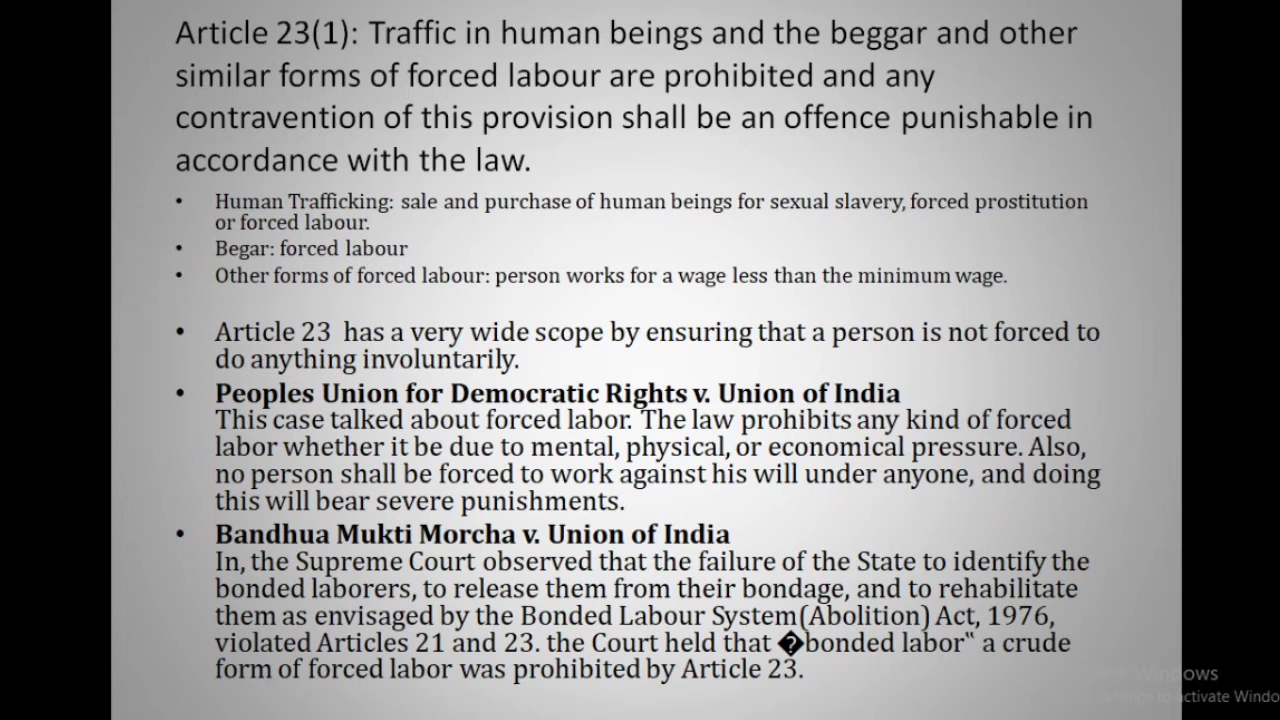 Article 23(1): Traffic in human beings and the beggar and other
similar forms of forced labour are prohibited and any
contravention of this provision shall be an offence punishable in
accordance with the law.
• Human Trafficking: sale and purchase of human beings for sexual slavery, forced prostitution
or forced labour.
• Begar: forced labour
• Other forms of forced labour: person works for a wage less than the minimum wage.
• Article 23 has a very wide scope by ensuring that a person is not forced to
do anything involuntarily.
• Peoples Union for Democratic Rights v. Union of India
This case talked about forced labor. The law prohibits any kind of forced
labor whether it be due to mental, physical, or economical pressure. Also,
no person shall be forced to work against his will under anyone, and doing
this will bear severe punishments.
• Bandhua Mukti Morcha v. Union of India
In, the Supreme Court observed that the failure of the State to identify the
bonded laborers, to release them from their bondage, and to rehabilitate
them as envisaged by the Bonded Labour System(Abolition) Act, 1976,
violated Articles 21 and 23. the Court held that �bonded labor‟ a crude
form of forced labor was prohibited by Article 23.
Windows
to activate Windo